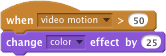 when video motion > 50
change color effect by 25